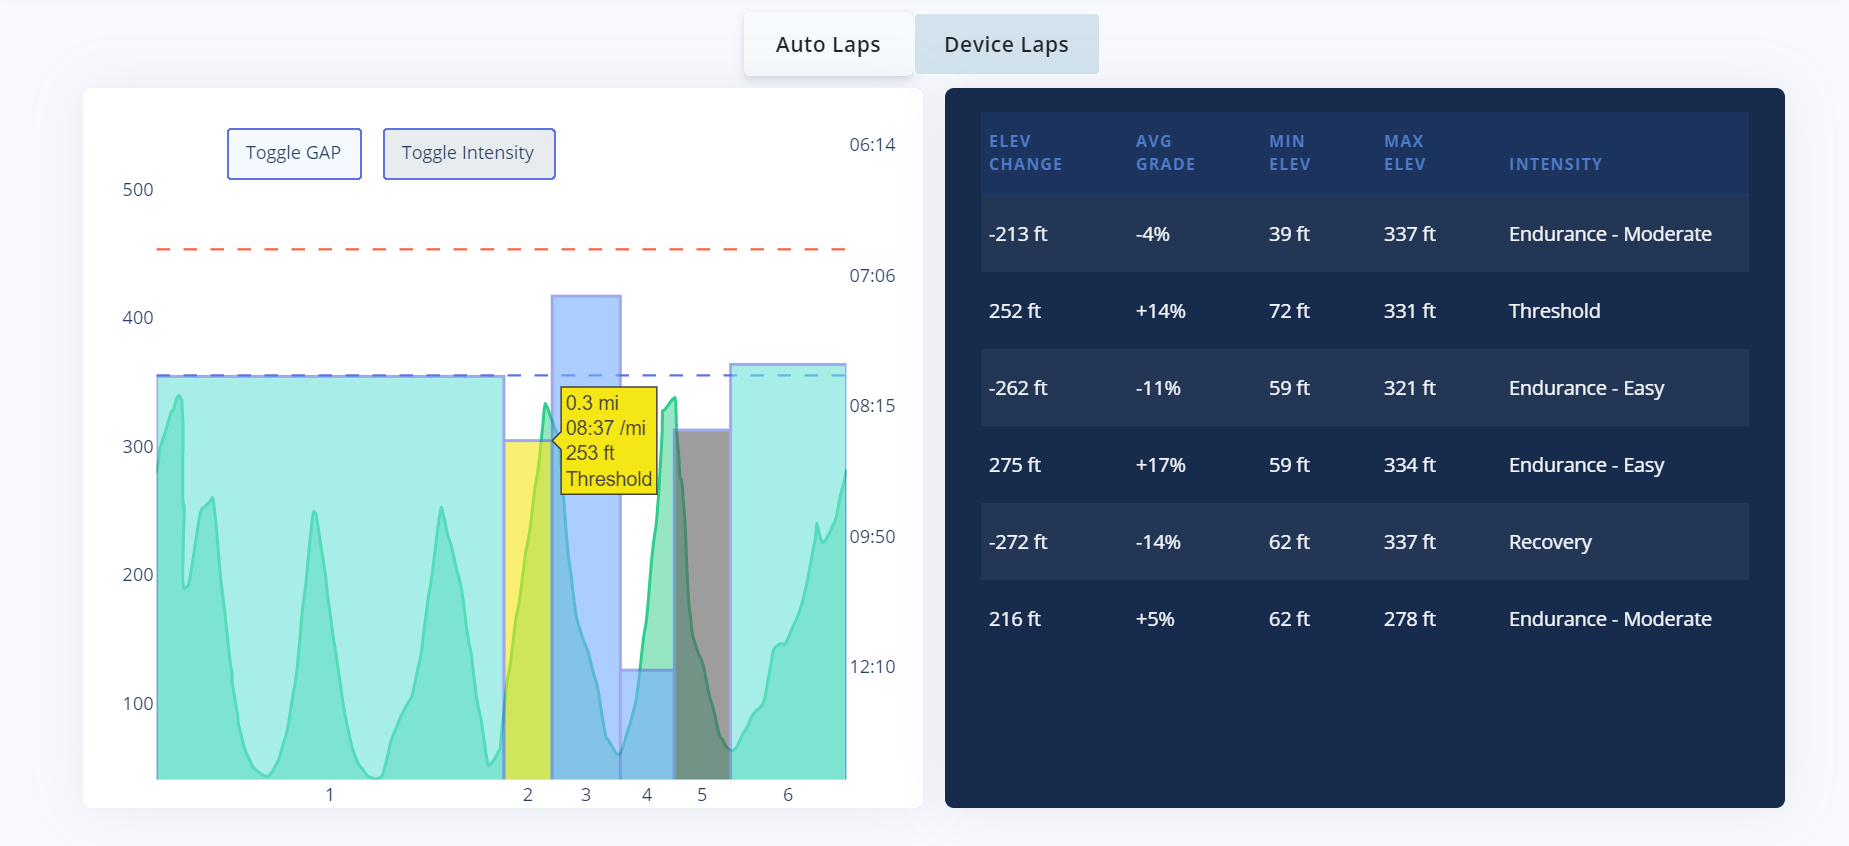 Auto Laps
Device Laps
Toggle GAP
Toggle Intensity
500
400
300
200
100
06:14
07:06
08:15
09:50
12:10
0.3 mi
08:37 /mi
253 ft
Threshold
1 2 3 4 5 6
ELEV CHANGE AVG GRADE MIN ELEV MAX ELEV INTENSITY
-213 ft -4% 39 ft 337 ft Endurance - Moderate
252 ft +14% 72 ft 331 ft Threshold
-262 ft -11% 59 ft 321 ft Endurance - Easy
275 ft +17% 59 ft 334 ft Endurance - Easy
-272 ft -14% 62 ft 337 ft Recovery
216 ft +5% 62 ft 278 ft Endurance - Moderate